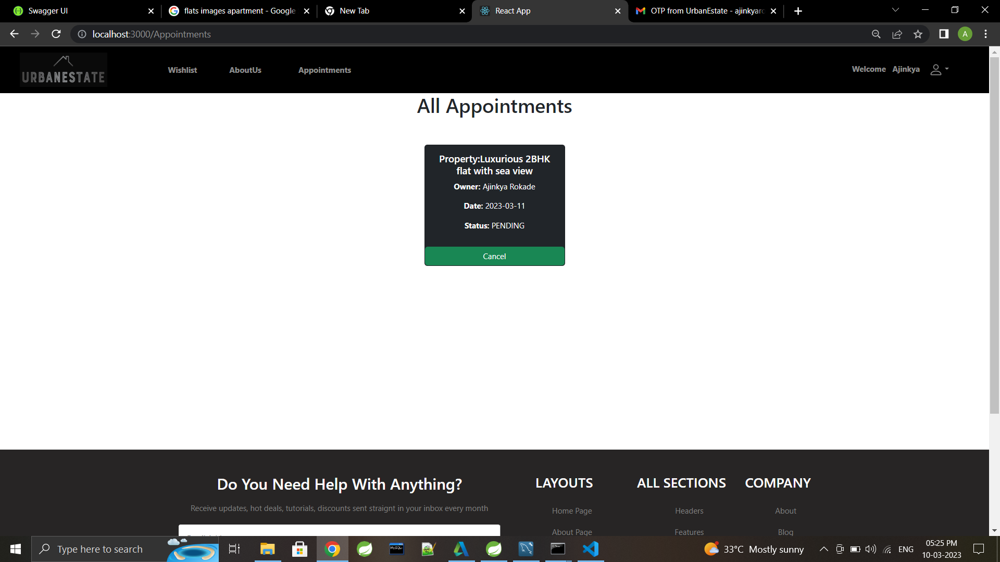 Swagger UI
flats images apartment - Google
New Tab
React App
OTP from UrbanEstate - ajinkyaro
localhost:3000/Appointments
A
URBANESTATE
Wishlist
AboutUs
Appointments
Welcome Ajinkya
All Appointments
Property:Luxurious 2BHK
flat with sea view
Owner: Ajinkya Rokade
Date: 2023-03-11
Status: PENDING
Cancel
Do You Need Help With Anything?
Receive updates, hot deals, tutorials, discounts sent straignt in your inbox every month
LAYOUTS
Home Page
About Page
ALL SECTIONS
Headers
Features
COMPANY
About
Blog
Type here to search
MySQL
33°C Mostly sunny
ENG
05:25 PM
10-03-2023